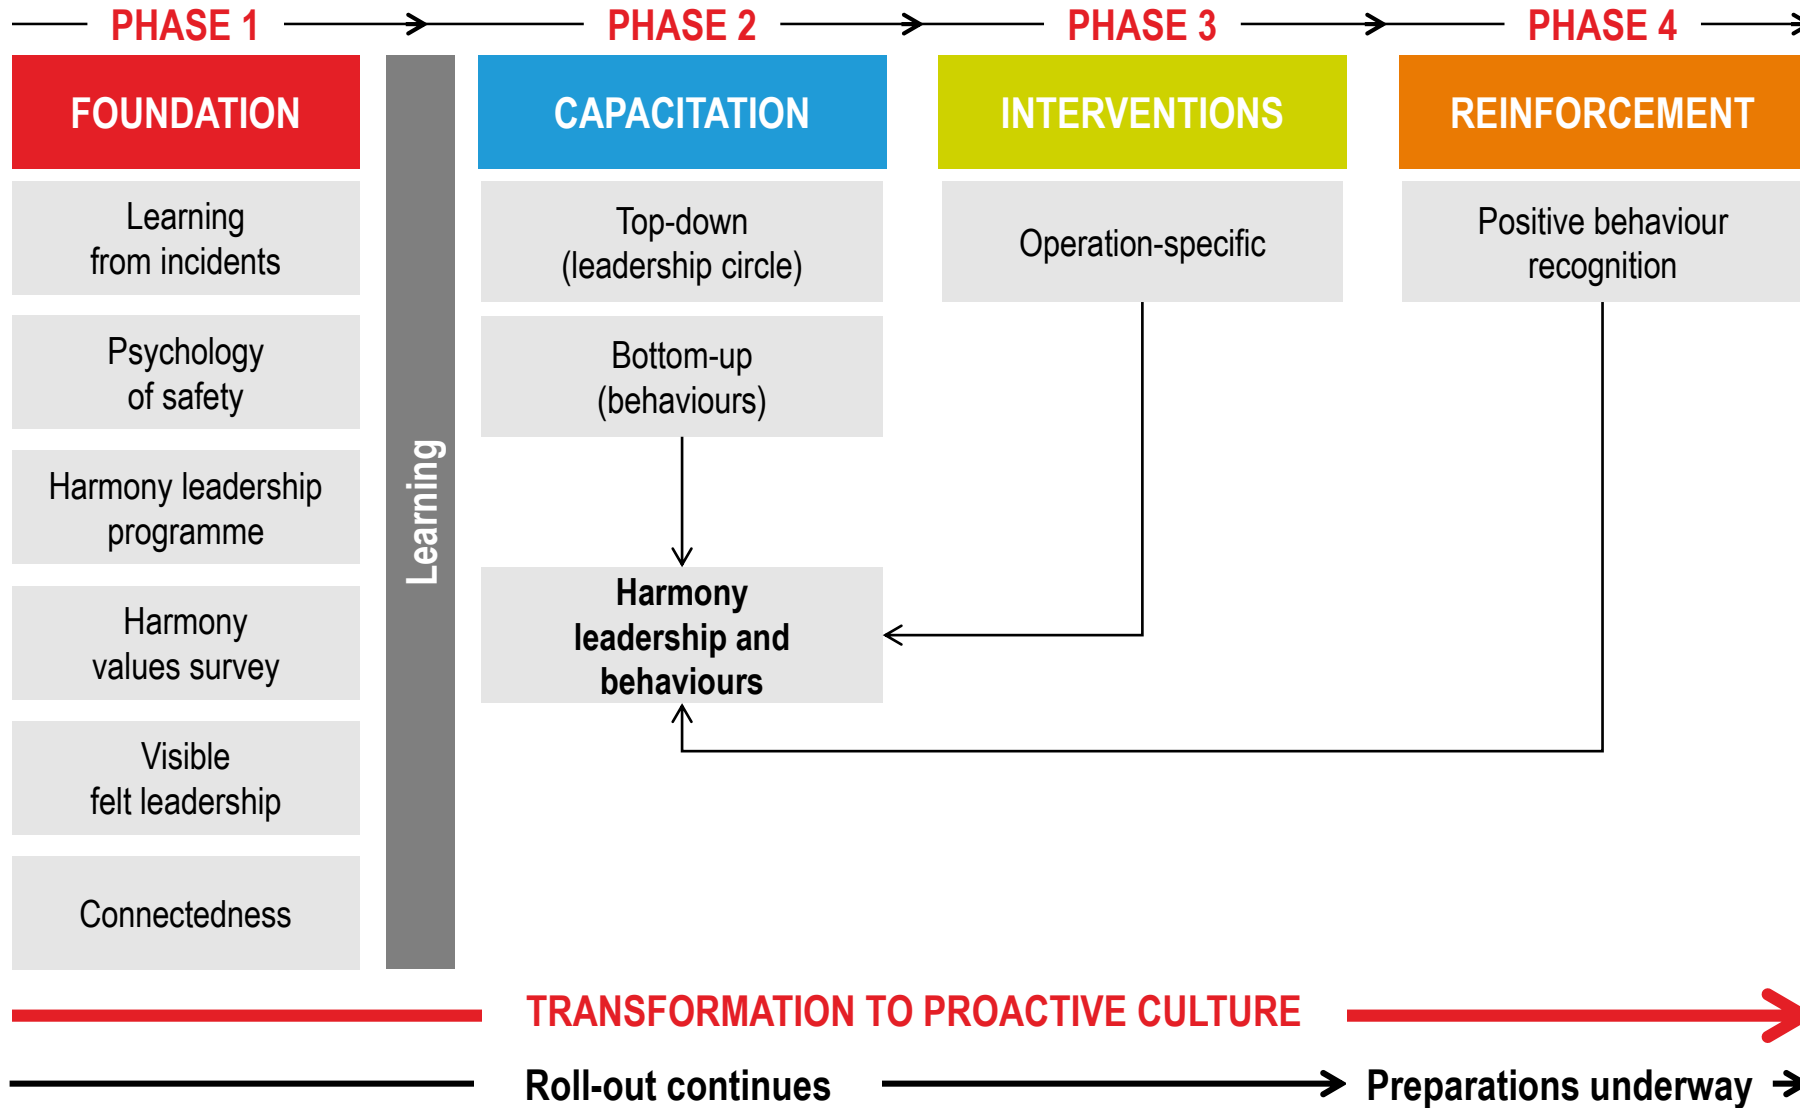 PHASE 1
PHASE 2
PHASE 3
PHASE 4
FOUNDATION
CAPACITATION
INTERVENTIONS
REINFORCEMENT
Learning
from incidents
Psychology
of safety
Harmony leadership
programme
Harmony
values survey
Visible
felt leadership
Connectedness
Learning
Top-down
(leadership circle)
Bottom-up
(behaviours)
Harmony
leadership and
behaviours
Operation-specific
Positive behaviour
recognition
TRANSFORMATION TO PROACTIVE CULTURE
Roll-out continues
Preparations underway